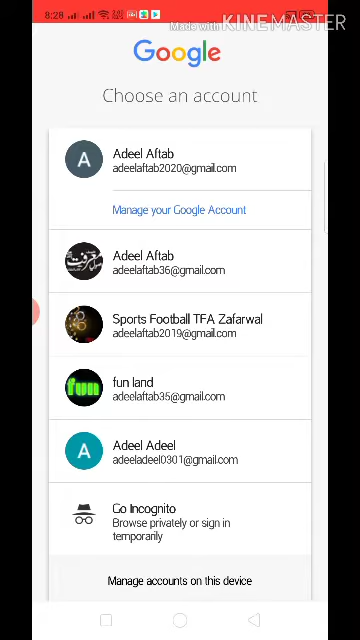 8:28
Made with KINEMASTER
Google
Choose an account
A
Adeel Aftab
adeelaftab2020@gmail.com
Manage your Google Account
Adeel Aftab
adeelaftab36@gmail.com
Sports Football TFA Zafarwal
adeelaftab2019@gmail.com
fun
fun land
adeelaftab35@gmail.com
A
Adeel Adeel
adeeladeel0301@gmail.com
Go Incognito
Browse privately or sign in
temporarily
Manage accounts on this device